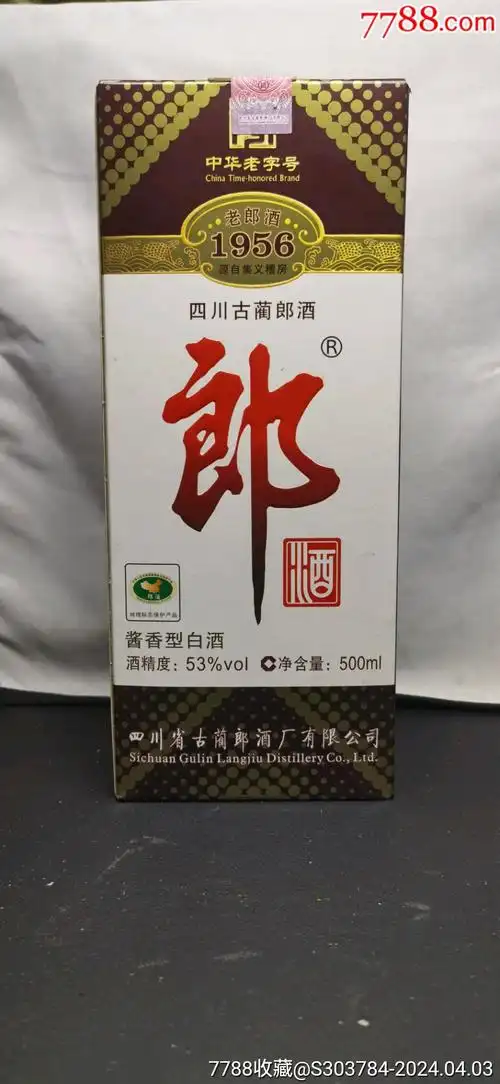 7788.com
中华老字号
China Time-honored Brand
老郎酒
1956
源自集义糟房
四川古蔺郎酒
®
郎
酒
酱香型白酒
酒精度：53%vol 净含量：500ml
四川省古蔺郎酒厂有限公司
Sichuan Gulin Langjiu Distillery Co., Ltd.
7788收藏@S303784-2024.04.03